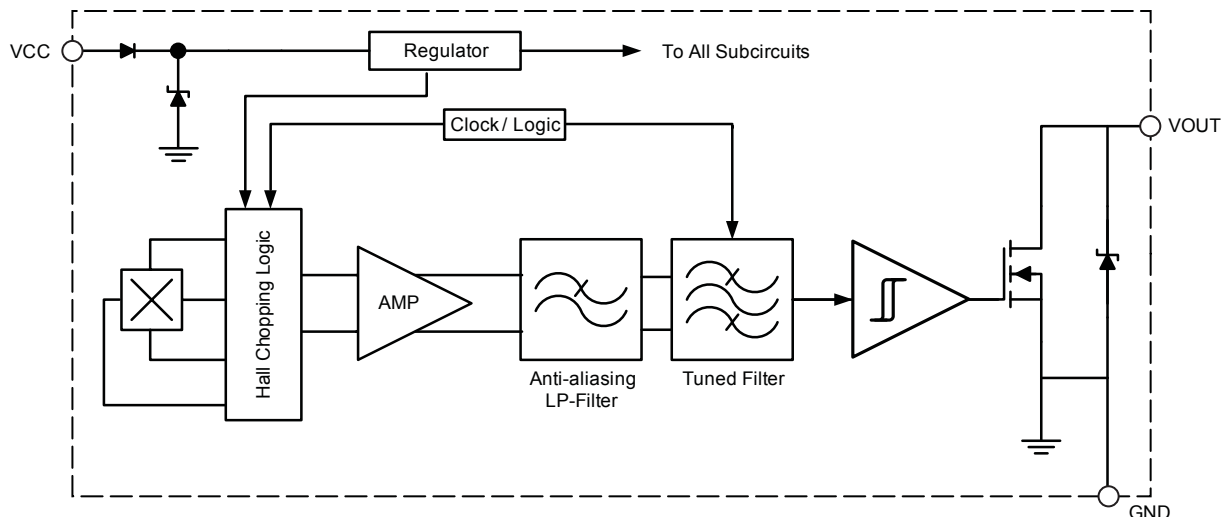 VCC
Regulator
To All Subcircuits
Clock / Logic
VOUT
Hall Chopping Logic
AMP
Anti-aliasing
LP-Filter
Tuned Filter
GND